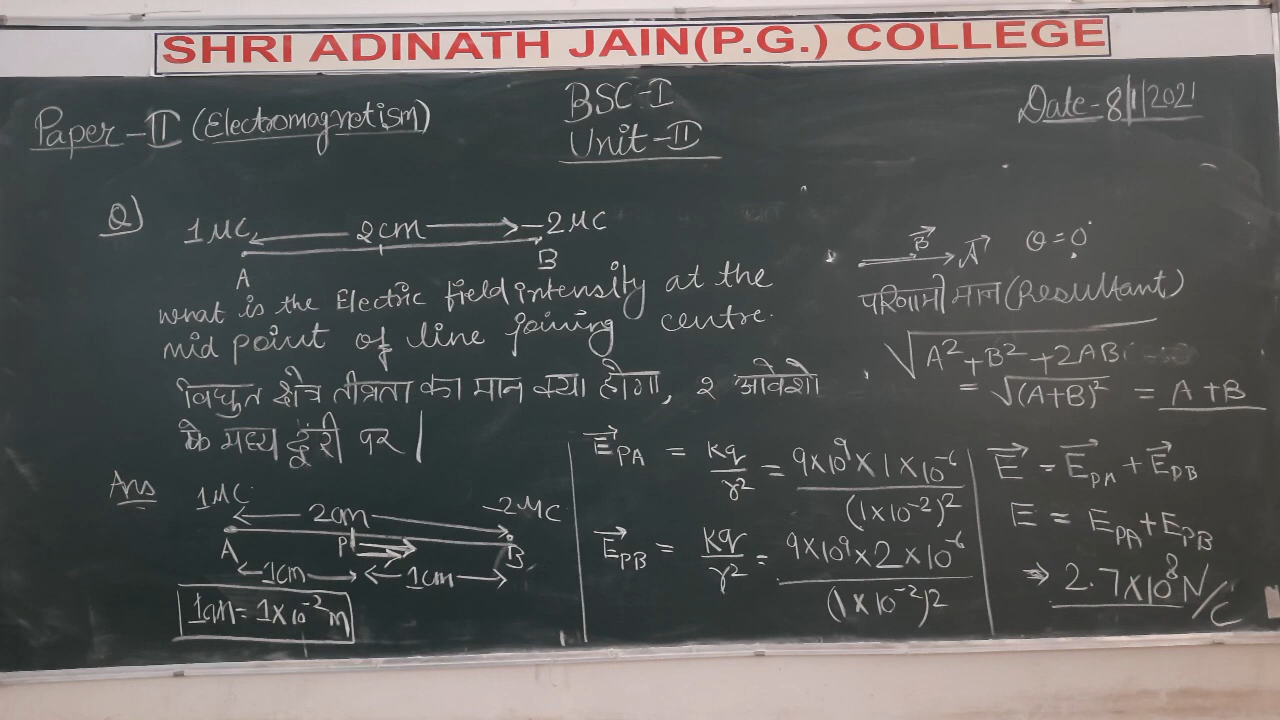 SHRI ADINATH JAIN(P.G.) COLLEGE
Paper-II (Electromagnetism)
BSC-I
Unit-II
Date-8/1/2021
Q)
1μC 2cm -2μC
A B
what is the Electric field intensity at the
mid point of line joining centre.
विधुत क्षेत्र तीव्रता का मान क्या होगा, २ आवेशो
के मध्य दूरी पर |
B⃗ A⃗ θ=0°
परिणामी मान (Resultant)
√A²+B²+2AB
= √(A+B)² = A+B
Ans
1μC 2cm -2μC
A P B
1cm 1cm
1cm = 1×10⁻²m
E⃗PA = kq/r² = 9×10⁹×1×10⁻⁶/(1×10⁻²)²
E⃗PB = kq/r² = 9×10⁹×2×10⁻⁶/(1×10⁻²)²
E⃗ = E⃗PA + E⃗PB
E = EPA+EPB
⇒ 2.7×10⁸ N/C